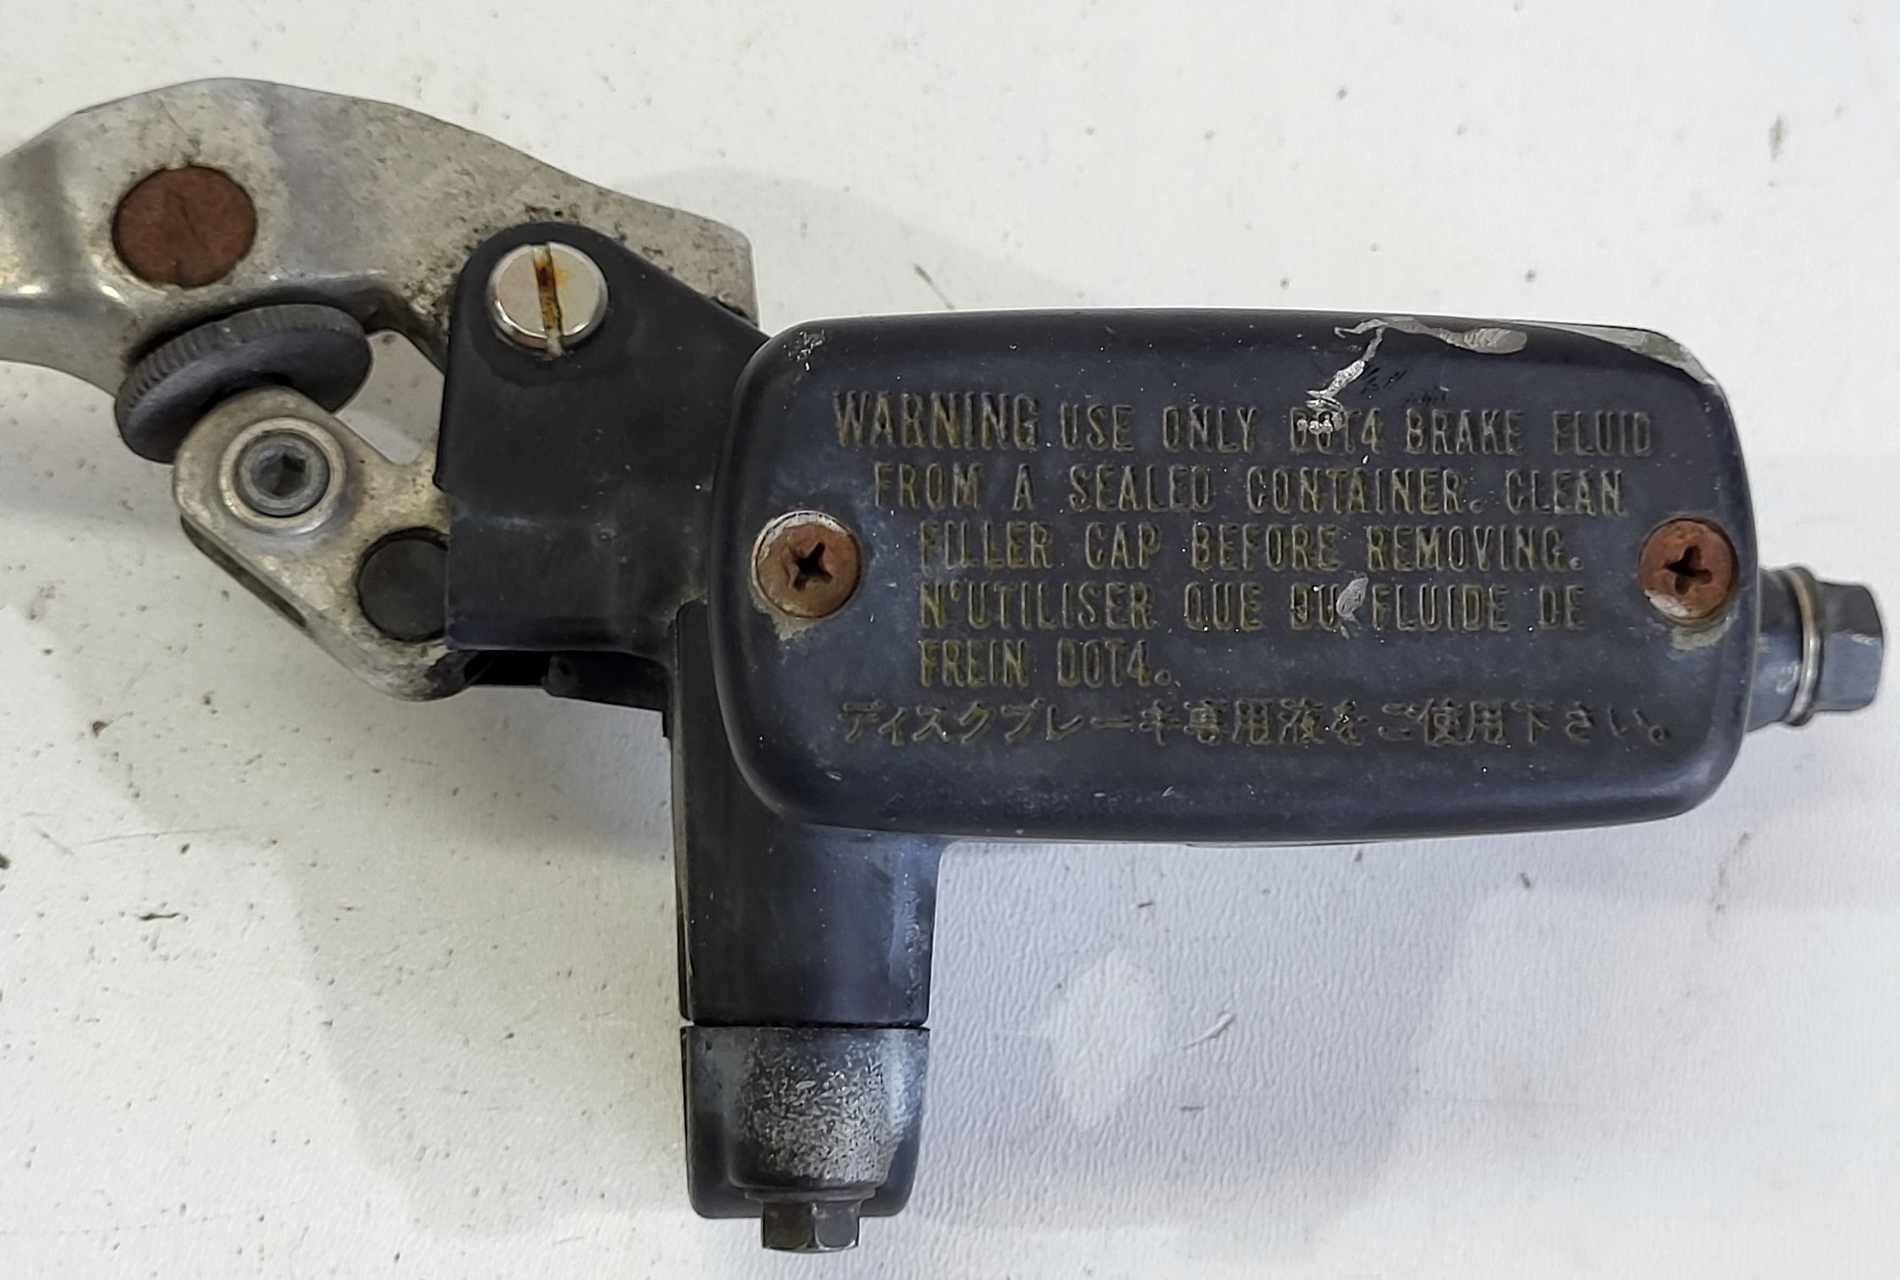 WARNING USE ONLY DOT4 BRAKE FLUID
FROM A SEALED CONTAINER. CLEAN
FILLER CAP BEFORE REMOVING.
N'UTILISER QUE DU FLUIDE DE
FREIN DOT4.
ディスクブレーキ専用液をご使用下さい。